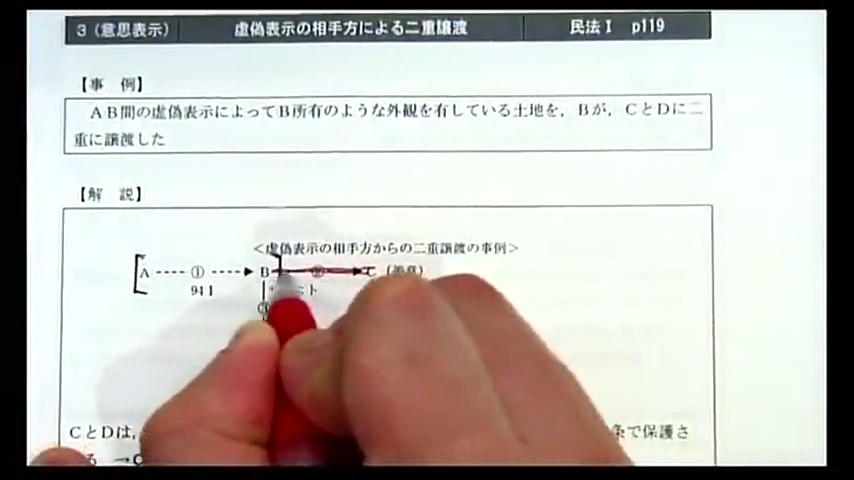 3（意思表示） 虚偽表示の相手方による二重譲渡 民法Ⅰ p119
【事 例】
ＡＢ間の虚偽表示によってＢ所有のような外観を有している土地を，Ｂが，ＣとＤに二
重に譲渡した
【解 説】
＜虚偽表示の相手方からの二重譲渡の事例＞
A ① B ② C (善意)
94Ⅰ
③
ＣとＤは， 条で保護さ
る →C